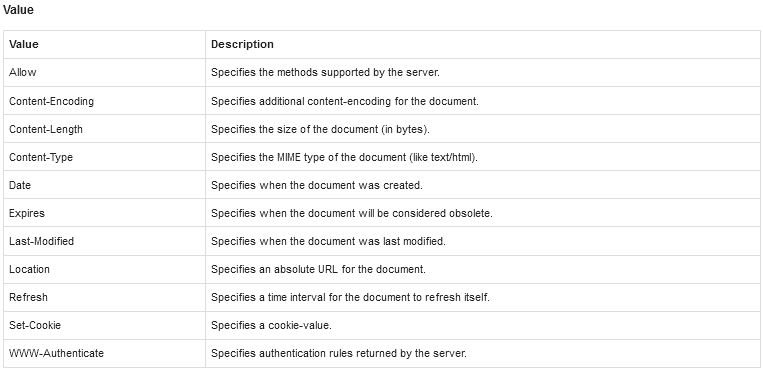 Value
Value Description
Allow Specifies the methods supported by the server.
Content-Encoding Specifies additional content-encoding for the document.
Content-Length Specifies the size of the document (in bytes).
Content-Type Specifies the MIME type of the document (like text/html).
Date Specifies when the document was created.
Expires Specifies when the document will be considered obsolete.
Last-Modified Specifies when the document was last modified.
Location Specifies an absolute URL for the document.
Refresh Specifies a time interval for the document to refresh itself.
Set-Cookie Specifies a cookie-value.
WWW-Authenticate Specifies authentication rules returned by the server.